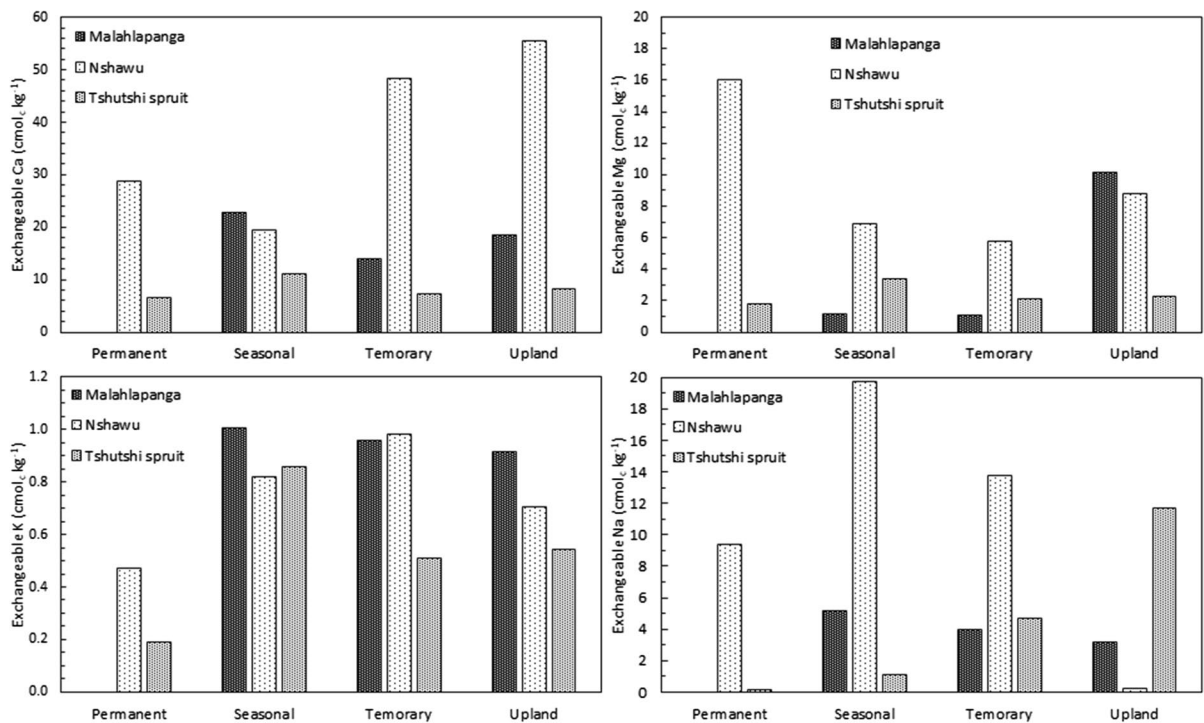 Exchangeable Ca (cmolc kg-1)
60
50
40
30
20
10
0
Malahlapanga
Nshawu
Tshutshi spruit
Permanent Seasonal Temorary Upland
Exchangeable Mg (cmolc kg-1)
20
18
16
14
12
10
8
6
4
2
0
Malahlapanga
Nshawu
Tshutshi spruit
Permanent Seasonal Temorary Upland
Exchangeable K (cmolc kg-1)
1.2
1.0
0.8
0.6
0.4
0.2
0.0
Malahlapanga
Nshawu
Tshutshi spruit
Permanent Seasonal Temorary Upland
Exchangeable Na (cmolc kg-1)
20
18
16
14
12
10
8
6
4
2
0
Malahlapanga
Nshawu
Tshutshi spruit
Permanent Seasonal Temorary Upland